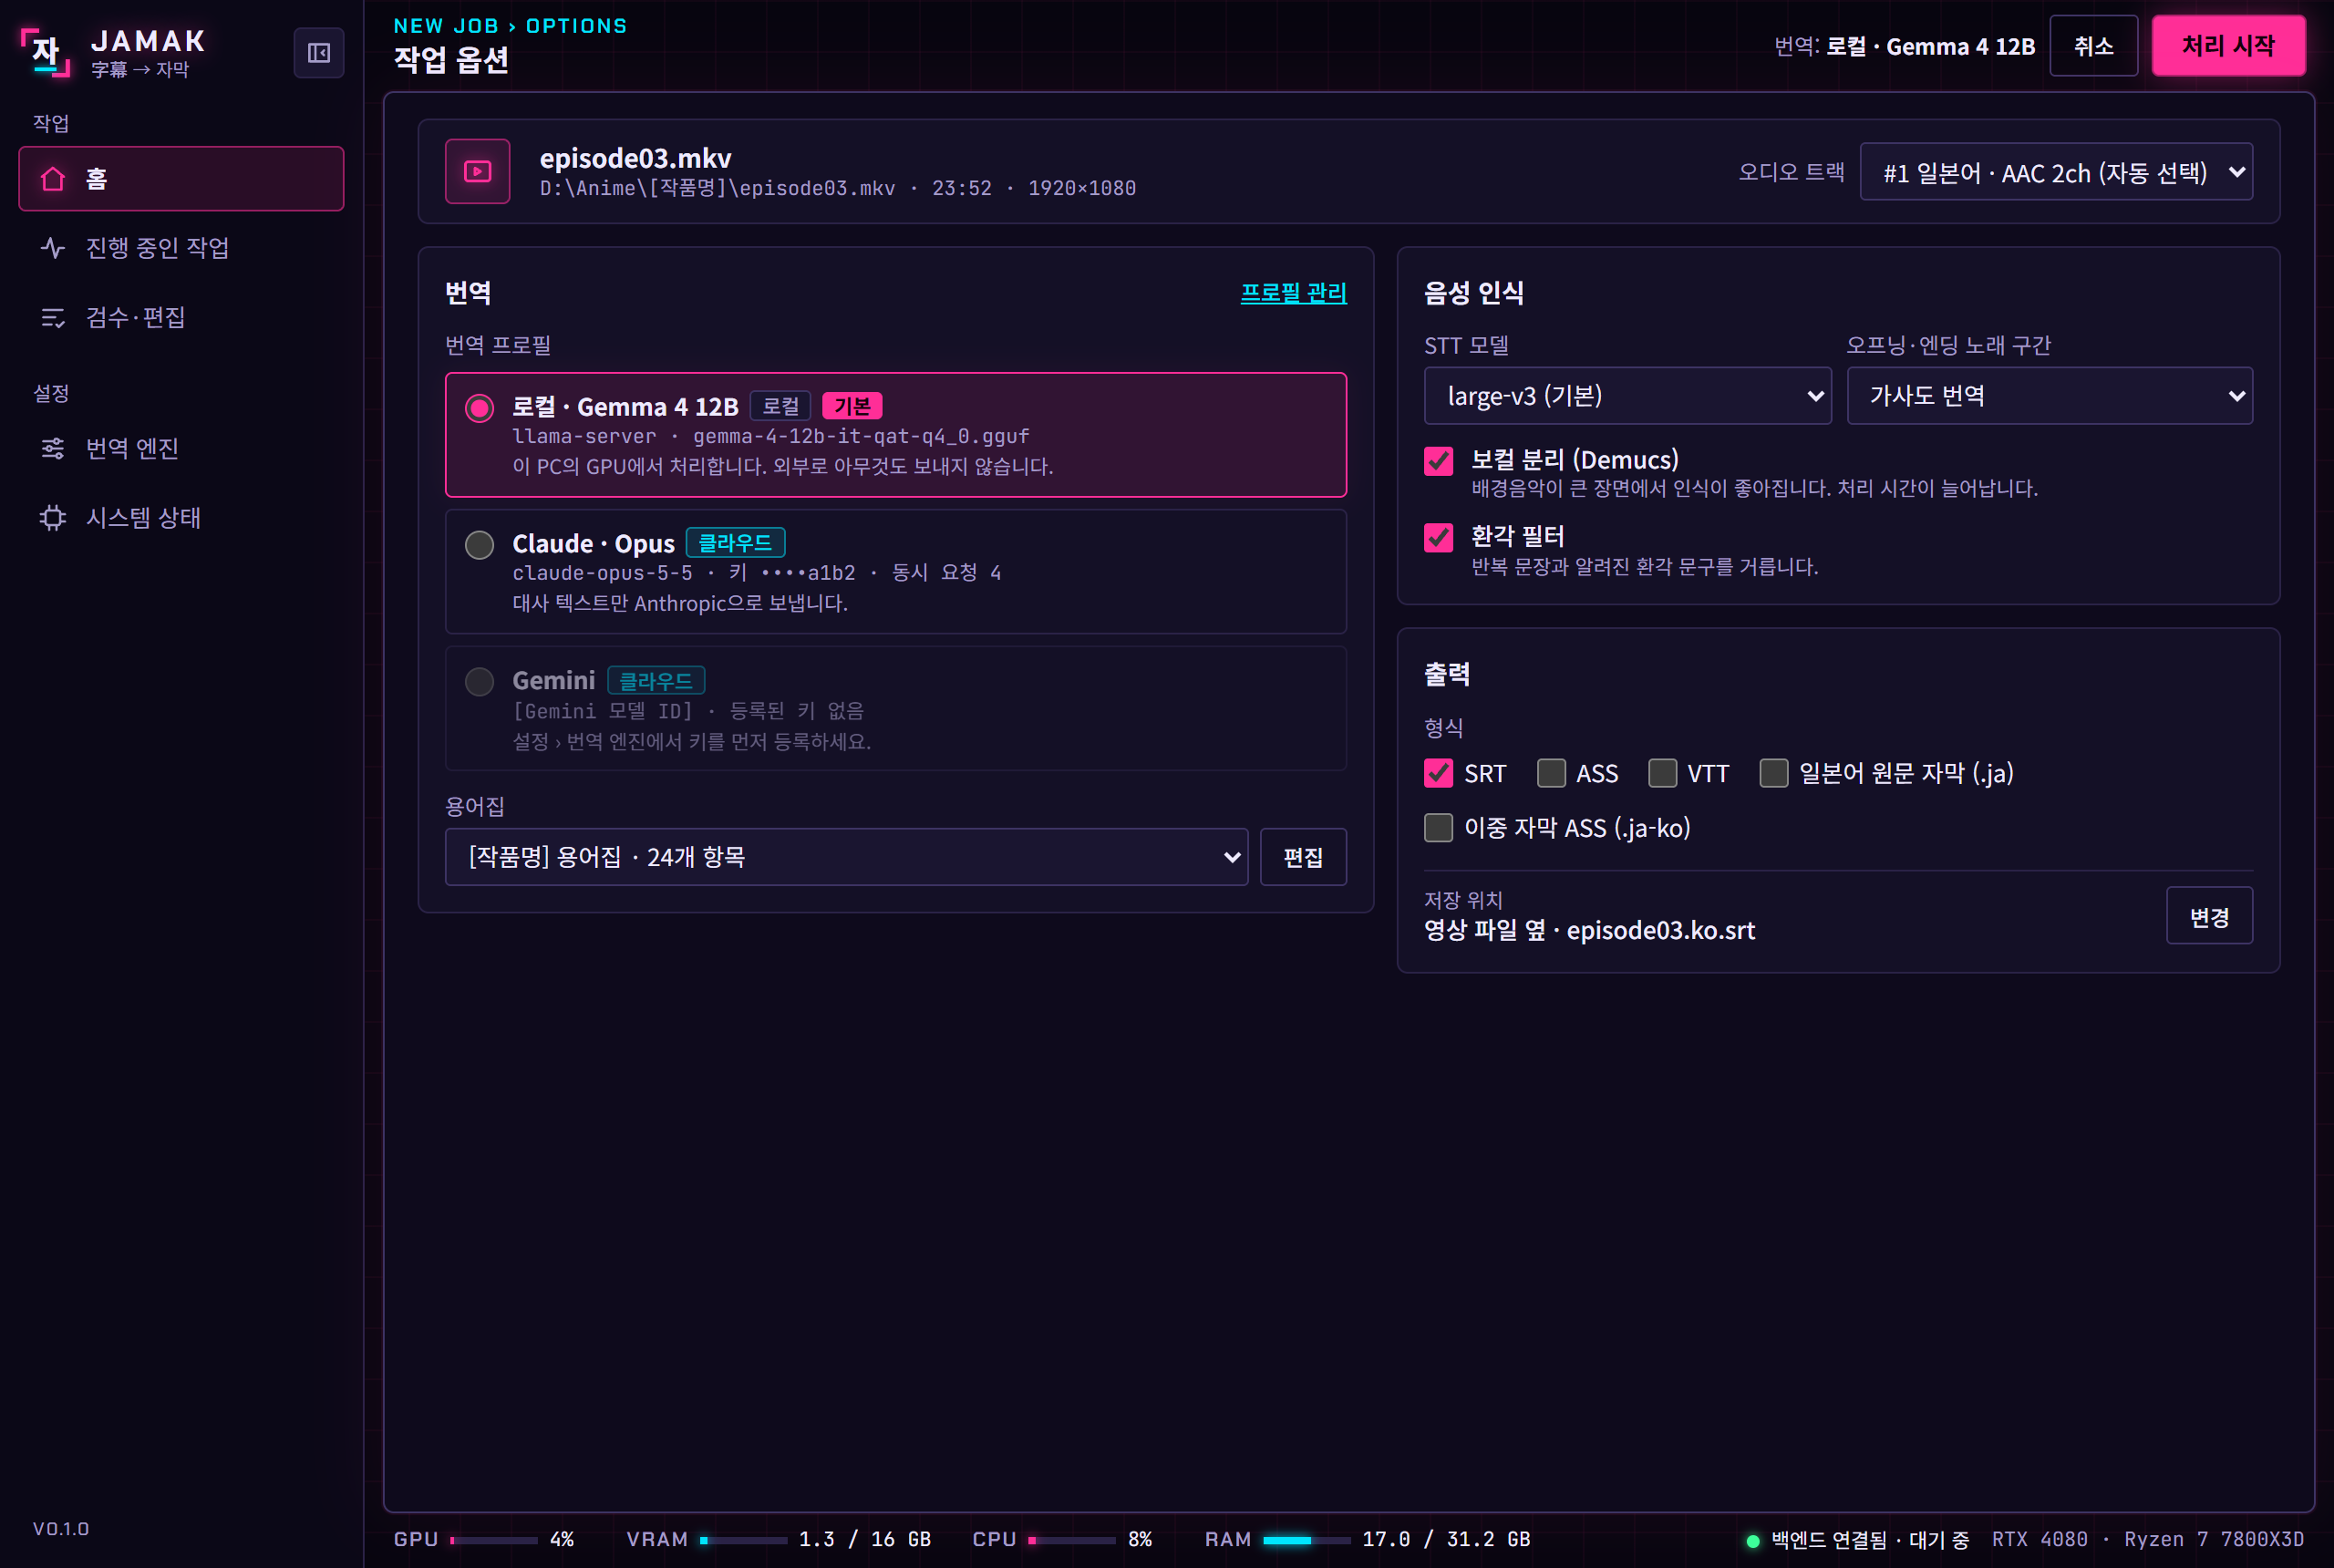 자 JAMAK
字幕 → 자막
작업
홈
진행 중인 작업
검수·편집
설정
번역 엔진
시스템 상태
V0.1.0
NEW JOB › OPTIONS
작업 옵션
번역: 로컬 · Gemma 4 12B 취소 처리 시작
episode03.mkv
D:\Anime\[작품명]\episode03.mkv · 23:52 · 1920×1080
오디오 트랙 #1 일본어 · AAC 2ch (자동 선택)
번역 프로필 관리
번역 프로필
로컬 · Gemma 4 12B 로컬 기본
llama-server · gemma-4-12b-it-qat-q4_0.gguf
이 PC의 GPU에서 처리합니다. 외부로 아무것도 보내지 않습니다.
Claude · Opus 클라우드
claude-opus-5-5 · 키 ••••a1b2 · 동시 요청 4
대사 텍스트만 Anthropic으로 보냅니다.
Gemini 클라우드
[Gemini 모델 ID] · 등록된 키 없음
설정 › 번역 엔진에서 키를 먼저 등록하세요.
용어집
[작품명] 용어집 · 24개 항목 편집
음성 인식
STT 모델 오프닝·엔딩 노래 구간
large-v3 (기본) 가사도 번역
보컬 분리 (Demucs)
배경음악이 큰 장면에서 인식이 좋아집니다. 처리 시간이 늘어납니다.
환각 필터
반복 문장과 알려진 환각 문구를 거릅니다.
출력
형식
SRT ASS VTT 일본어 원문 자막 (.ja)
이중 자막 ASS (.ja-ko)
저장 위치
영상 파일 옆 · episode03.ko.srt 변경
GPU 4% VRAM 1.3 / 16 GB CPU 8% RAM 17.0 / 31.2 GB 백엔드 연결됨 · 대기 중 RTX 4080 · Ryzen 7 7800X3D